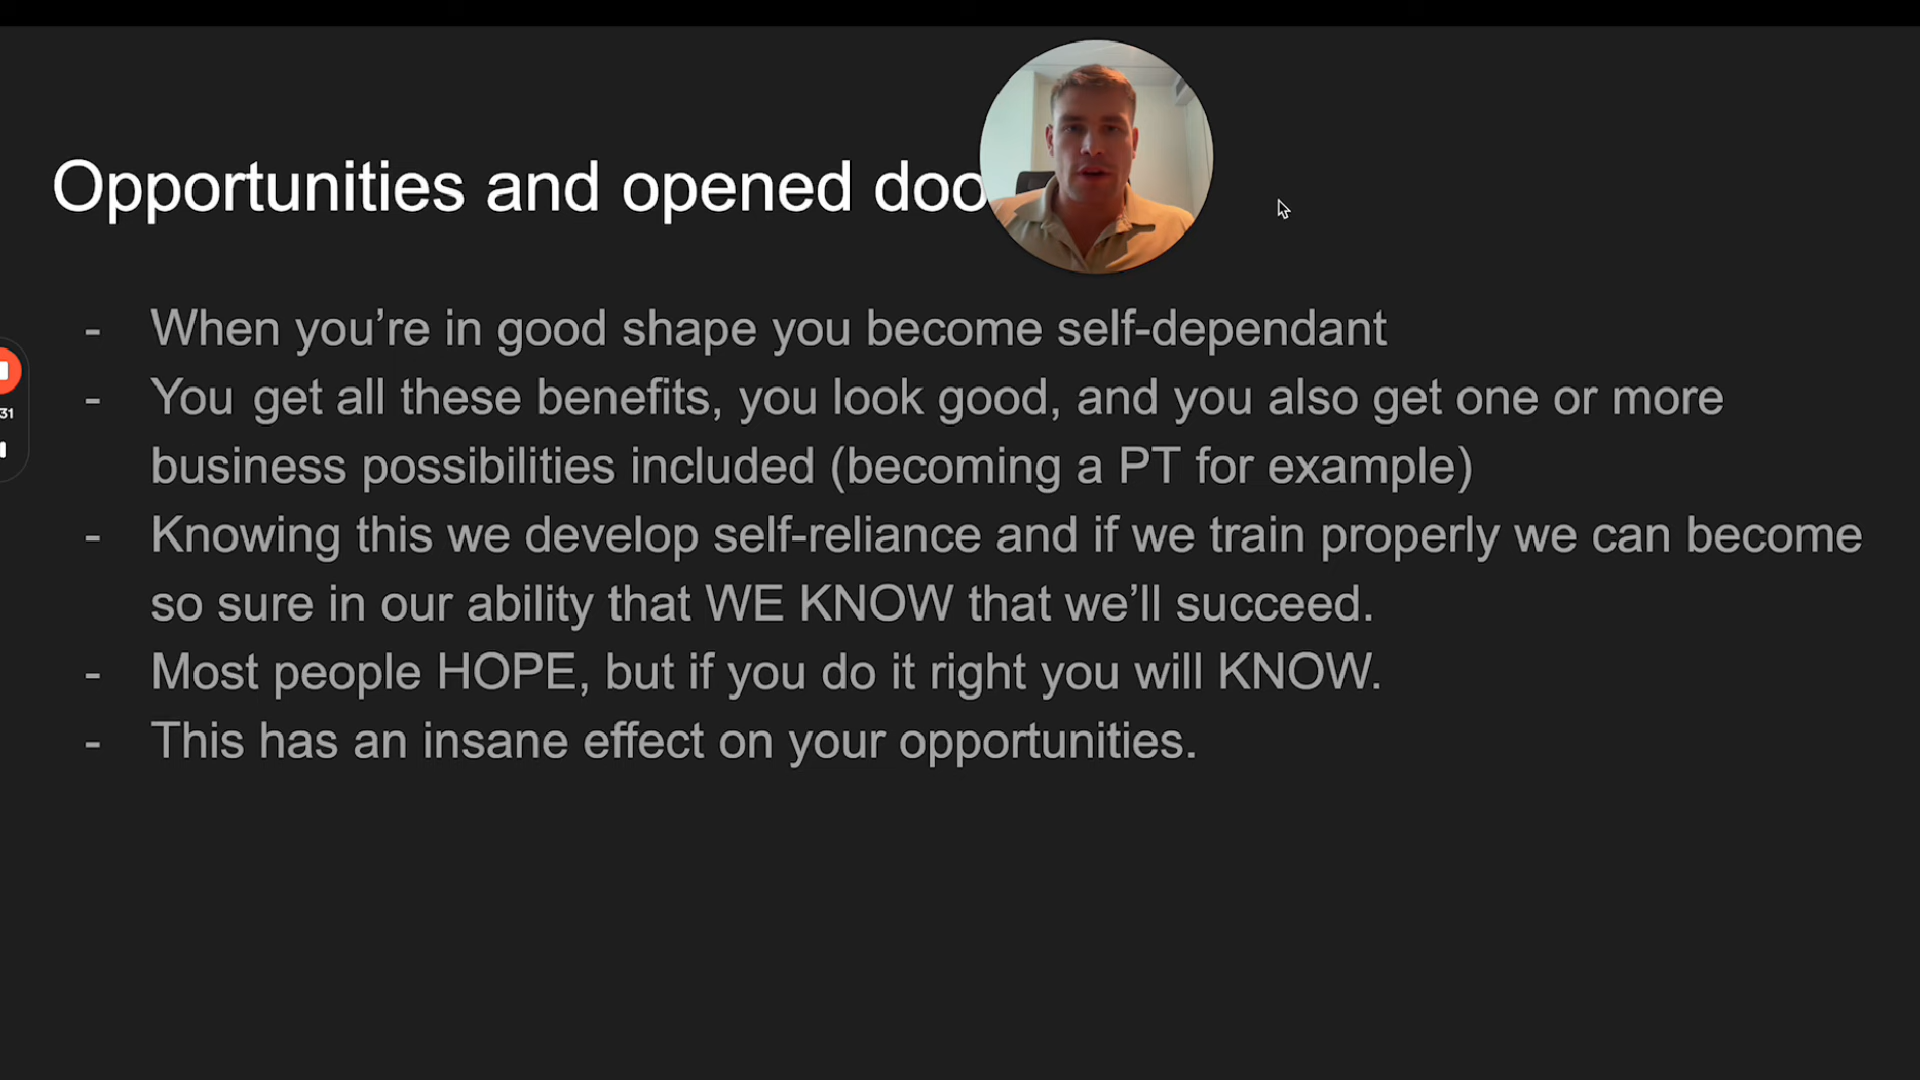 Opportunities and opened doo
- When you’re in good shape you become self-dependant
- You get all these benefits, you look good, and you also get one or more
business possibilities included (becoming a PT for example)
- Knowing this we develop self-reliance and if we train properly we can become
so sure in our ability that WE KNOW that we’ll succeed.
- Most people HOPE, but if you do it right you will KNOW.
- This has an insane effect on your opportunities.
31